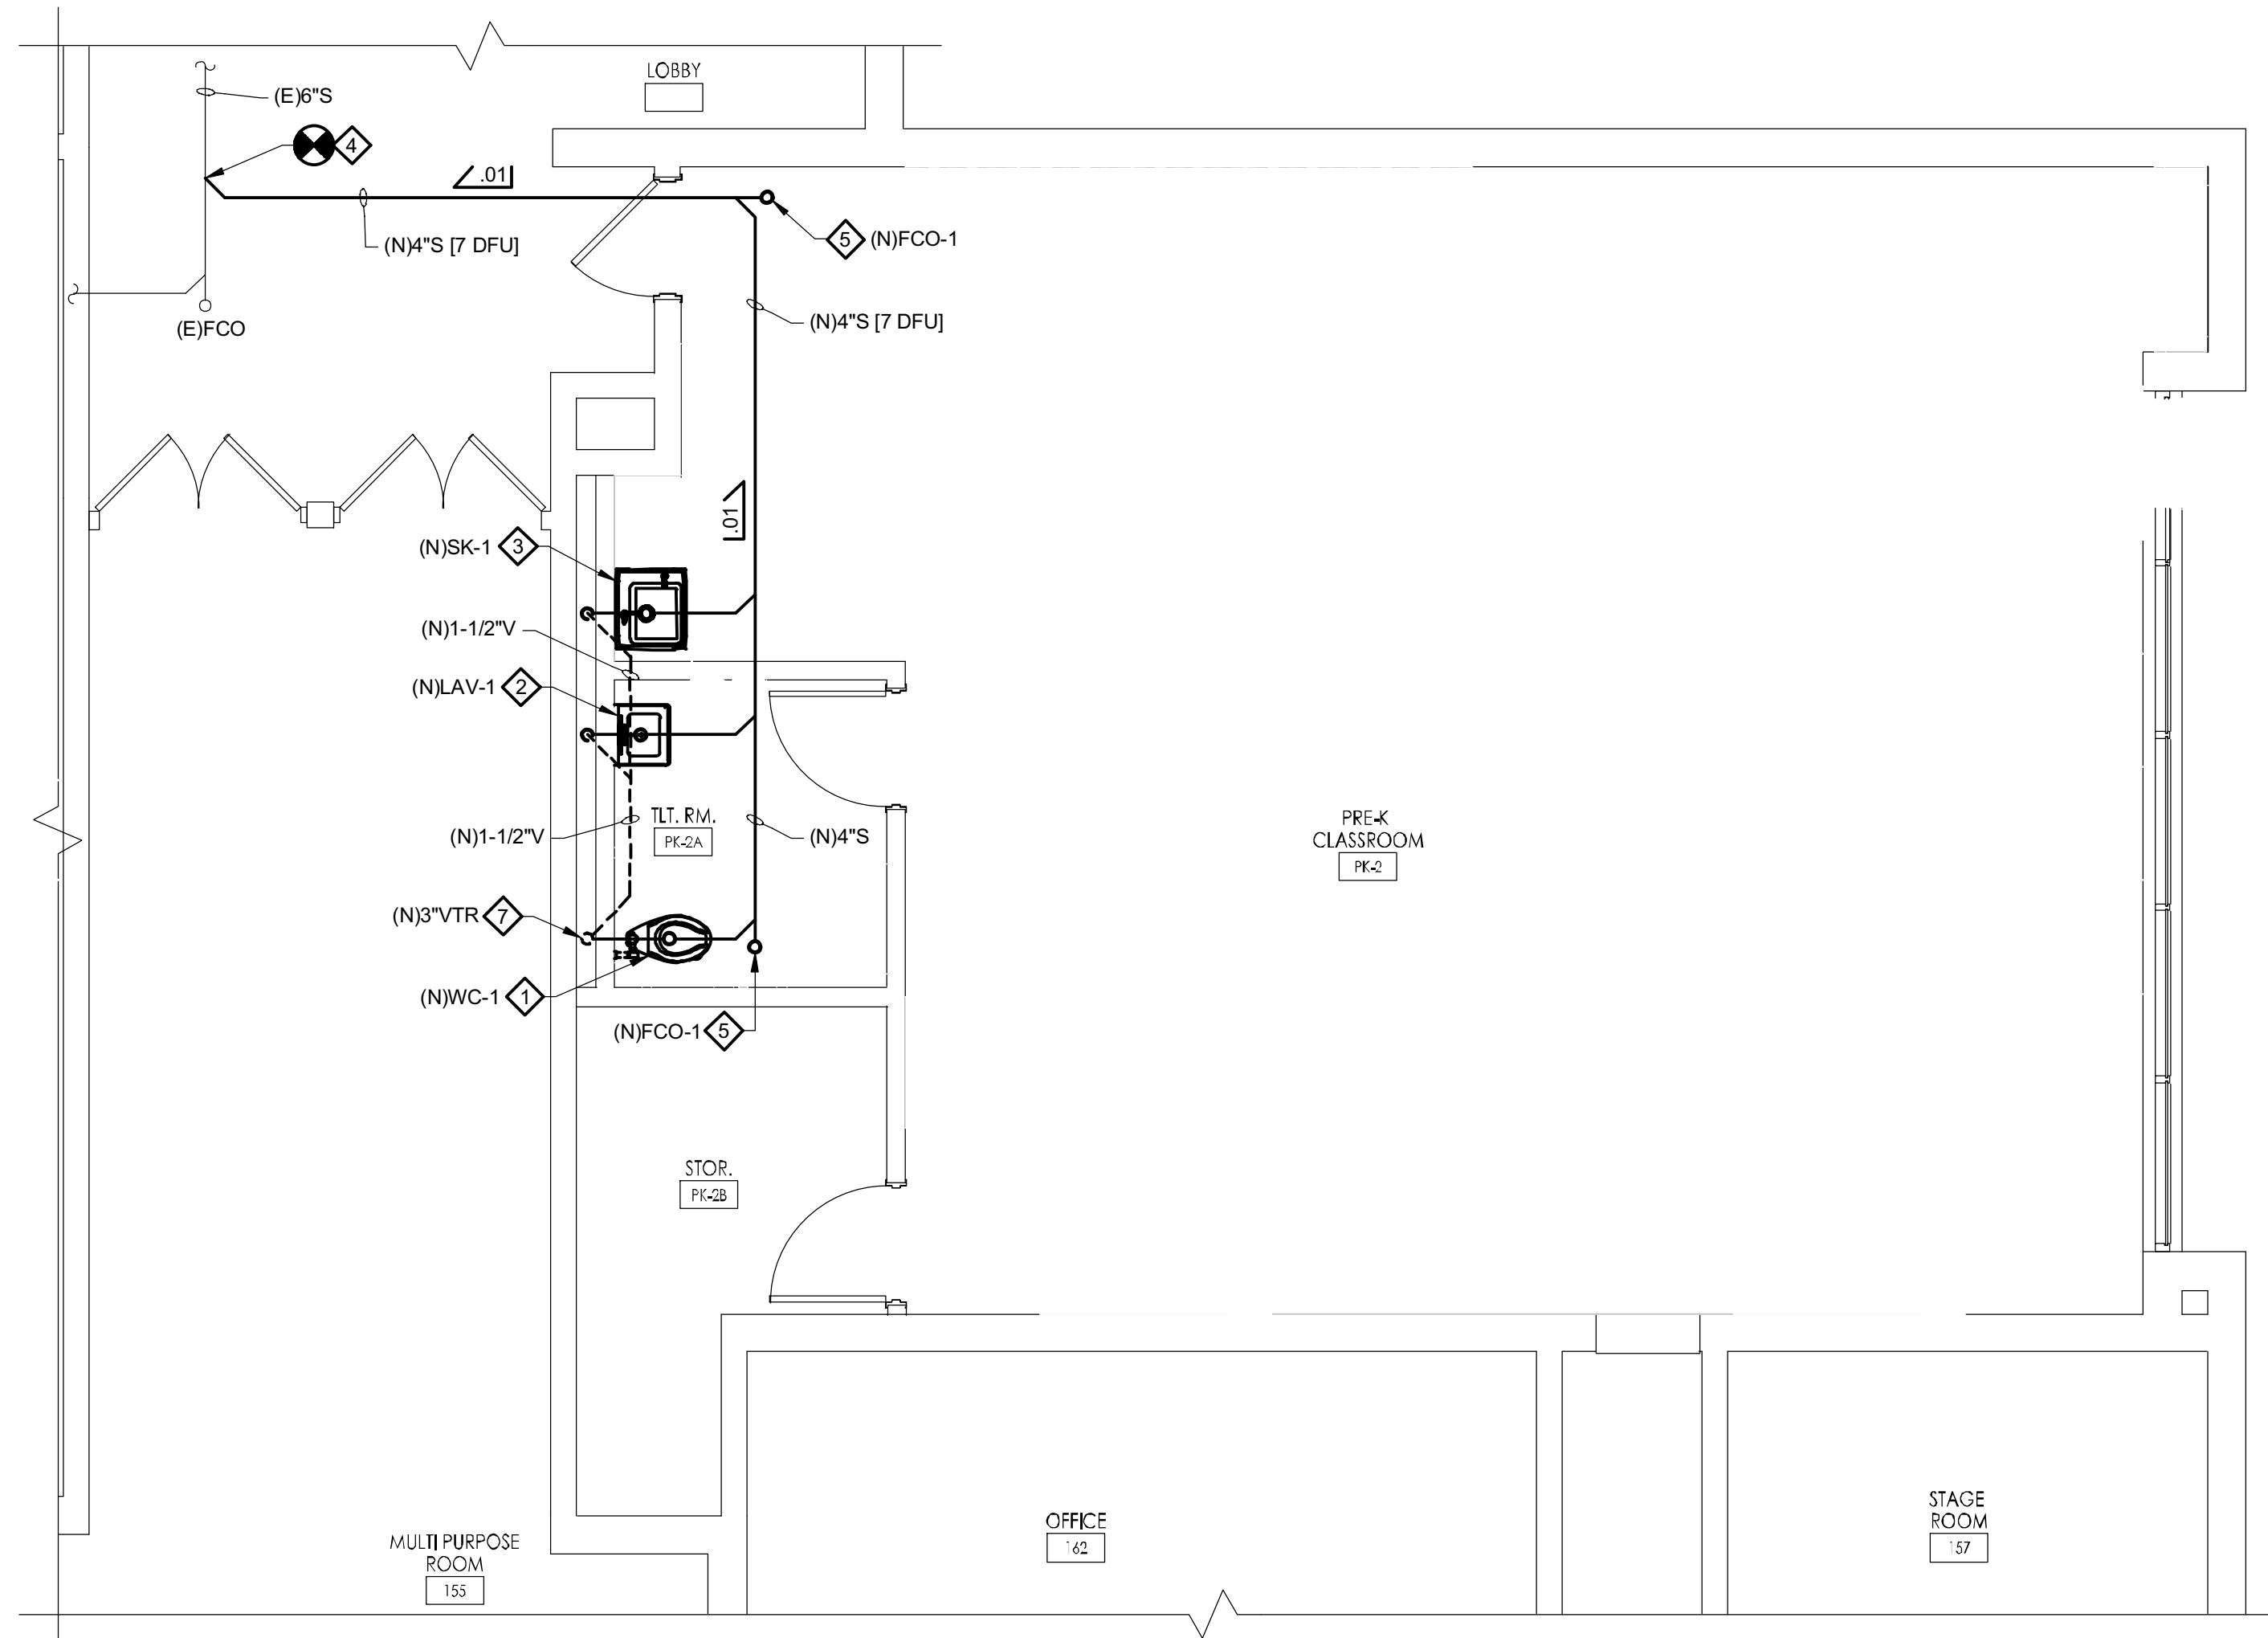 LOBBY
(E)6"S
4
.01
(N)4"S [7 DFU]
5 (N)FCO-1
(E)FCO
(N)4"S [7 DFU]
.01
(N)SK-1 3
(N)1-1/2"V
(N)LAV-1 2
TLT. RM.
PK-2A
(N)1-1/2"V
(N)4"S
PRE-K
CLASSROOM
PK-2
(N)3"VTR 7
(N)WC-1 1
(N)FCO-1 5
STOR.
PK-2B
MULTI PURPOSE
ROOM
155
OFFICE
162
STAGE
ROOM
157